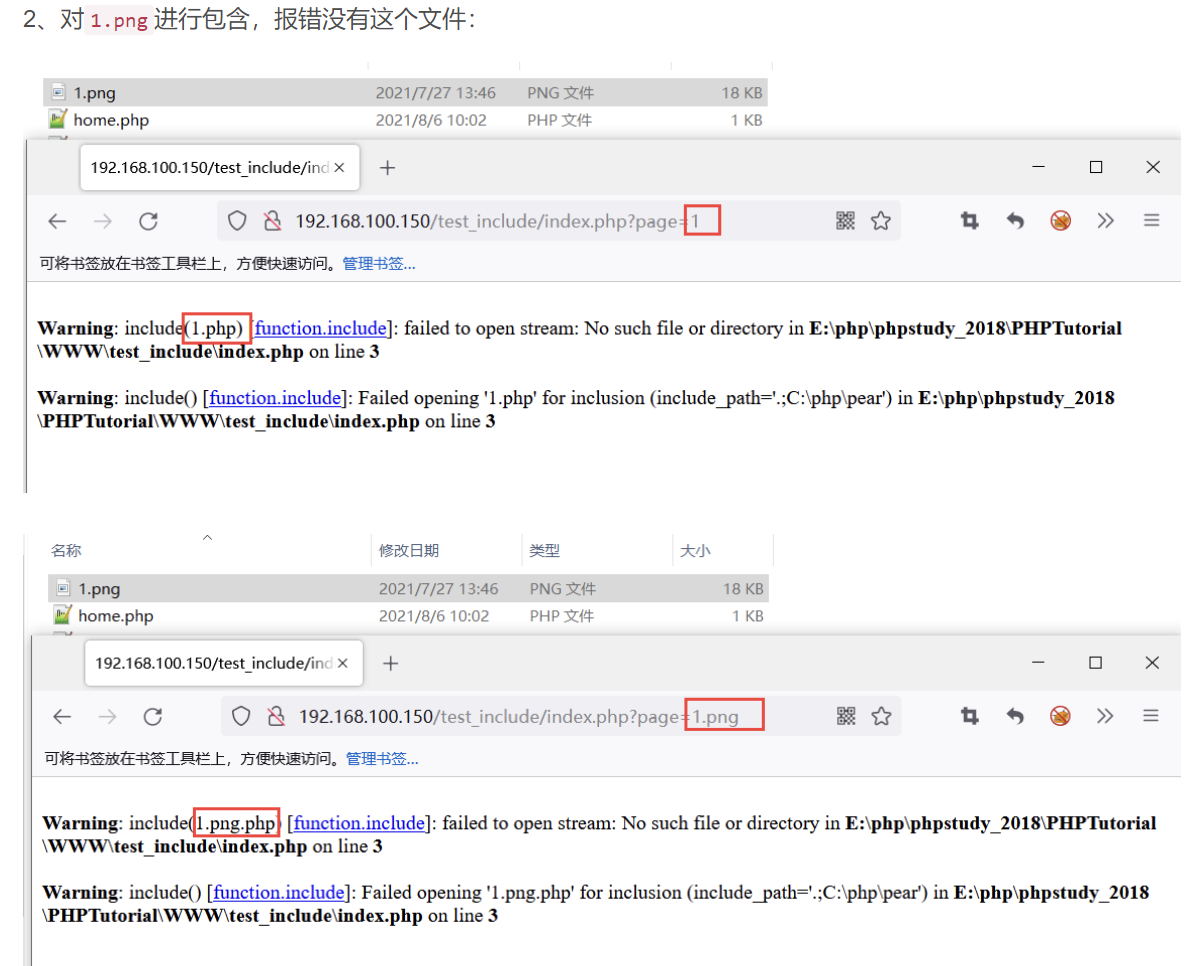 2、对1.png进行包含，报错没有这个文件：
1.png 2021/7/27 13:46 PNG 文件 18 KB
home.php 2021/8/6 10:02 PHP 文件 1 KB
192.168.100.150/test_include/ind
192.168.100.150/test_include/index.php?page=1
可将书签放在书签工具栏上，方便快速访问。管理书签...
Warning: include(1.php) [function.include]: failed to open stream: No such file or directory in E:\php\phpstudy_2018\PHPTutorial
\WWW\test_include\index.php on line 3
Warning: include() [function.include]: Failed opening '1.php' for inclusion (include_path='.;C:\php\pear') in E:\php\phpstudy_2018
\PHPTutorial\WWW\test_include\index.php on line 3
名称 修改日期 类型 大小
1.png 2021/7/27 13:46 PNG 文件 18 KB
home.php 2021/8/6 10:02 PHP 文件 1 KB
192.168.100.150/test_include/ind
192.168.100.150/test_include/index.php?page=1.png
可将书签放在书签工具栏上，方便快速访问。管理书签...
Warning: include(1.png.php) [function.include]: failed to open stream: No such file or directory in E:\php\phpstudy_2018\PHPTutorial
\WWW\test_include\index.php on line 3
Warning: include() [function.include]: Failed opening '1.png.php' for inclusion (include_path='.;C:\php\pear') in E:\php\phpstudy_2018
\PHPTutorial\WWW\test_include\index.php on line 3